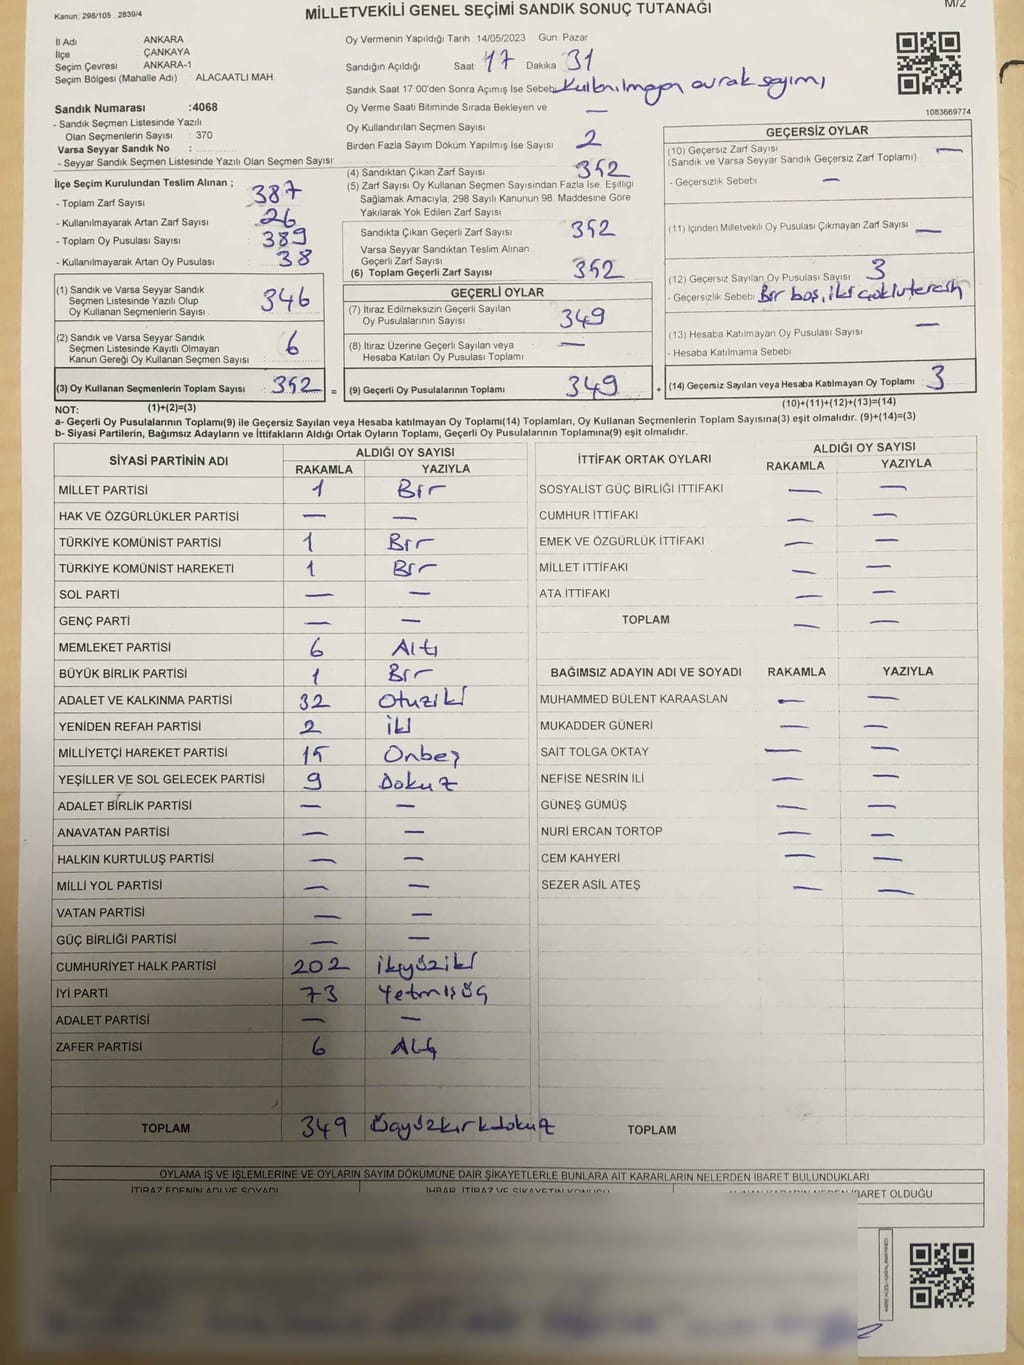 Kanun: 298/105 , 2839/4
MİLLETVEKİLİ GENEL SEÇİMİ SANDIK SONUÇ TUTANAĞI
M/2
İl Adı : ANKARA
İlçe : ÇANKAYA
Seçim Çevresi : ANKARA-1
Seçim Bölgesi (Mahalle Adı) : ALACAATLI MAH.
Sandık Numarası :4068
- Sandık Seçmen Listesinde Yazılı
Olan Seçmenlerin Sayısı : 370
Varsa Seyyar Sandık No :
- Seyyar Sandık Seçmen Listesinde Yazılı Olan Seçmen Sayısı:
Oy Vermenin Yapıldığı Tarih : 14/05/2023 Gün: Pazar
Sandığın Açıldığı Saat: 17 Dakika : 31
Sandık Saat 17.00'den Sonra Açımış İse Sebebi: Kullanılmayan evrak sayımı
Oy Verme Saati Bitiminde Sırada Bekleyen ve
Oy Kullandırılan Seçmen Sayısı —
Birden Fazla Sayım Döküm Yapılmış İse Sayısı : 2
1083669774
İlçe Seçim Kurulundan Teslim Alınan ;
- Toplam Zarf Sayısı : 387
- Kullanılmayarak Artan Zarf Sayısı : 26
- Toplam Oy Pusulası Sayısı : 389
- Kullanılmayarak Artan Oy Pusulası : 38
(1) Sandık ve Varsa Seyyar Sandık
Seçmen Listesinde Yazılı Olup
Oy Kullanan Seçmenlerin Sayısı : 346
(2) Sandık ve Varsa Seyyar Sandık
Seçmen Listesinde Kayıtlı Olmayan
Kanun Gereği Oy Kullanan Seçmen Sayısı : 6
(3) Oy Kullanan Seçmenlerin Toplam Sayısı : 352 =
(4) Sandıktan Çıkan Zarf Sayısı : 352
(5) Zarf Sayısı Oy Kullanan Seçmen Sayısından Fazla İse, Eşitliği
Sağlamak Amacıyla; 298 Sayılı Kanunun 98. Maddesine Göre
Yakılarak Yok Edilen Zarf Sayısı :
Sandıkta Çıkan Geçerli Zarf Sayısı : 352
Varsa Seyyar Sandıktan Teslim Alınan
Geçerli Zarf Sayısı :
(6) Toplam Geçerli Zarf Sayısı : 352
GEÇERLİ OYLAR
(7) İtiraz Edilmeksizin Geçerli Sayılan
Oy Pusulalarının Sayısı : 349
(8) İtiraz Üzerine Geçerli Sayılan veya
Hesaba Katılan Oy Pusulası Toplamı : —
(9) Geçerli Oy Pusulalarının Toplamı : 349 +
GEÇERSİZ OYLAR
(10) Geçersiz Zarf Sayısı : —
(Sandık ve Varsa Seyyar Sandık Geçersiz Zarf Toplamı)
- Geçersizlik Sebebi : —
(11) İçinden Milletvekili Oy Pusulası Çıkmayan Zarf Sayısı : —
(12) Geçersiz Sayılan Oy Pusulası Sayısı : 3
- Geçersizlik Sebebi : Bir boş, iki çoklu tercih
(13) Hesaba Katılmayan Oy Pusulası Sayısı : —
- Hesaba Katılmama Sebebi :
(14) Geçersiz Sayılan veya Hesaba Katılmayan Oy Toplamı : 3
NOT: (1)+(2)=(3)
(10)+(11)+(12)+(13)=(14)
a- Geçerli Oy Pusulalarının Toplamı(9) ile Geçersiz Sayılan veya Hesaba katılmayan Oy Toplamı(14) Toplamları, Oy Kullanan Seçmenlerin Toplam Sayısına(3) eşit olmalıdır. (9)+(14)=(3)
b- Siyasi Partilerin, Bağımsız Adayların ve İttifakların Aldığı Ortak Oyların Toplamı, Geçerli Oy Pusulalarının Toplamına(9) eşit olmalıdır.
SİYASİ PARTİNİN ADI ALDIĞI OY SAYISI
RAKAMLA YAZIYLA
MİLLET PARTİSİ 1 Bir
HAK VE ÖZGÜRLÜKLER PARTİSİ — —
TÜRKİYE KOMÜNİST PARTİSİ 1 Bir
TÜRKİYE KOMÜNİST HAREKETİ 1 Bir
SOL PARTİ — —
GENÇ PARTİ — —
MEMLEKET PARTİSİ 6 Altı
BÜYÜK BİRLİK PARTİSİ 1 Bir
ADALET VE KALKINMA PARTİSİ 32 Otuziki
YENİDEN REFAH PARTİSİ 2 İki
MİLLİYETÇİ HAREKET PARTİSİ 15 Onbeş
YEŞİLLER VE SOL GELECEK PARTİSİ 9 Dokuz
ADALET BİRLİK PARTİSİ — —
ANAVATAN PARTİSİ — —
HALKIN KURTULUŞ PARTİSİ — —
MİLLİ YOL PARTİSİ — —
VATAN PARTİSİ — —
GÜÇ BİRLİĞİ PARTİSİ — —
CUMHURİYET HALK PARTİSİ 202 ikiyüziki
İYİ PARTİ 73 Yetmişüç
ADALET PARTİSİ — —
ZAFER PARTİSİ 6 Altı
TOPLAM 349 Üçyüzkırkdokuz
İTTİFAK ORTAK OYLARI ALDIĞI OY SAYISI
RAKAMLA YAZIYLA
SOSYALİST GÜÇ BİRLİĞİ İTTİFAKI — —
CUMHUR İTTİFAKI — —
EMEK VE ÖZGÜRLÜK İTTİFAKI — —
MİLLET İTTİFAKI — —
ATA İTTİFAKI — —
TOPLAM — —
BAĞIMSIZ ADAYIN ADI VE SOYADI RAKAMLA YAZIYLA
MUHAMMED BÜLENT KARAASLAN — —
MUKADDER GÜNERİ — —
SAİT TOLGA OKTAY — —
NEFİSE NESRİN İLİ — —
GÜNEŞ GÜMÜŞ — —
NURİ ERCAN TORTOP — —
CEM KAHYERİ — —
SEZER ASİL ATEŞ — —
TOPLAM
OYLAMA İŞ VE İŞLEMLERİNE VE OYLARIN SAYIM DÖKÜMÜNE DAİR ŞİKAYETLERLE BUNLARA AİT KARARLARIN NELERDEN İBARET BULUNDUKLARI
İTİRAZ EDENİN ADI VE SOYADI İHBAR, İTİRAZ VE ŞİKAYETİN KONUSU İBARET OLDUĞU